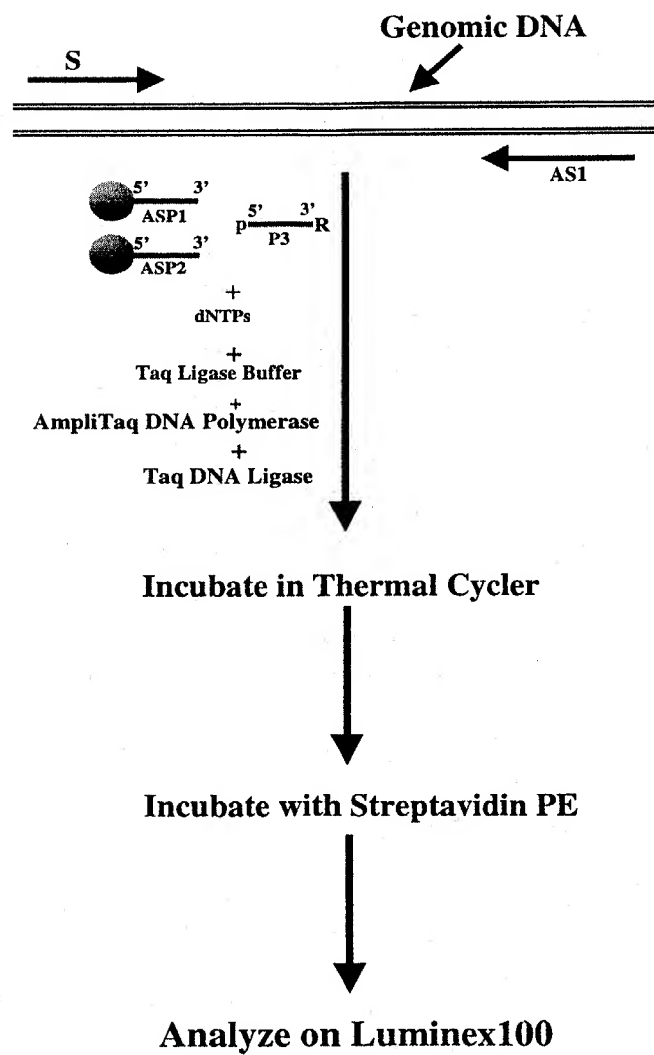 Genomic DNA
S
AS1
5' 3'
ASP1
5' 3'
p P3 R
5' 3'
ASP2
+
dNTPs
+
Taq Ligase Buffer
+
AmpliTaq DNA Polymerase
+
Taq DNA Ligase
Incubate in Thermal Cycler
Incubate with Streptavidin PE
Analyze on Luminex100